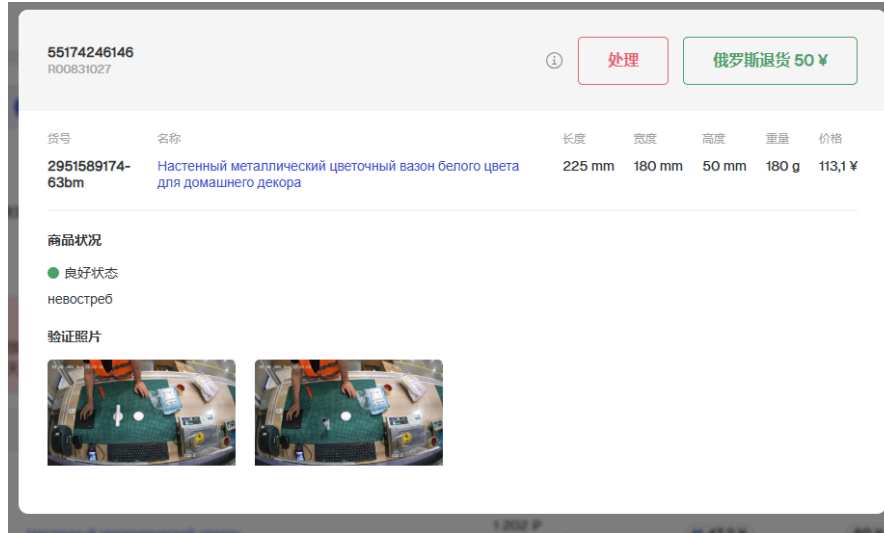 55174246146
R00831027
处理
俄罗斯退货 50 ¥
货号 名称 长度 宽度 高度 重量 价格
2951589174-63bm
Настенный металлический цветочный вазон белого цвета
для домашнего декора
225 mm 180 mm 50 mm 180 g 113,1 ¥
商品状况
良好状态
невостреб
验证照片
1 202 ₽